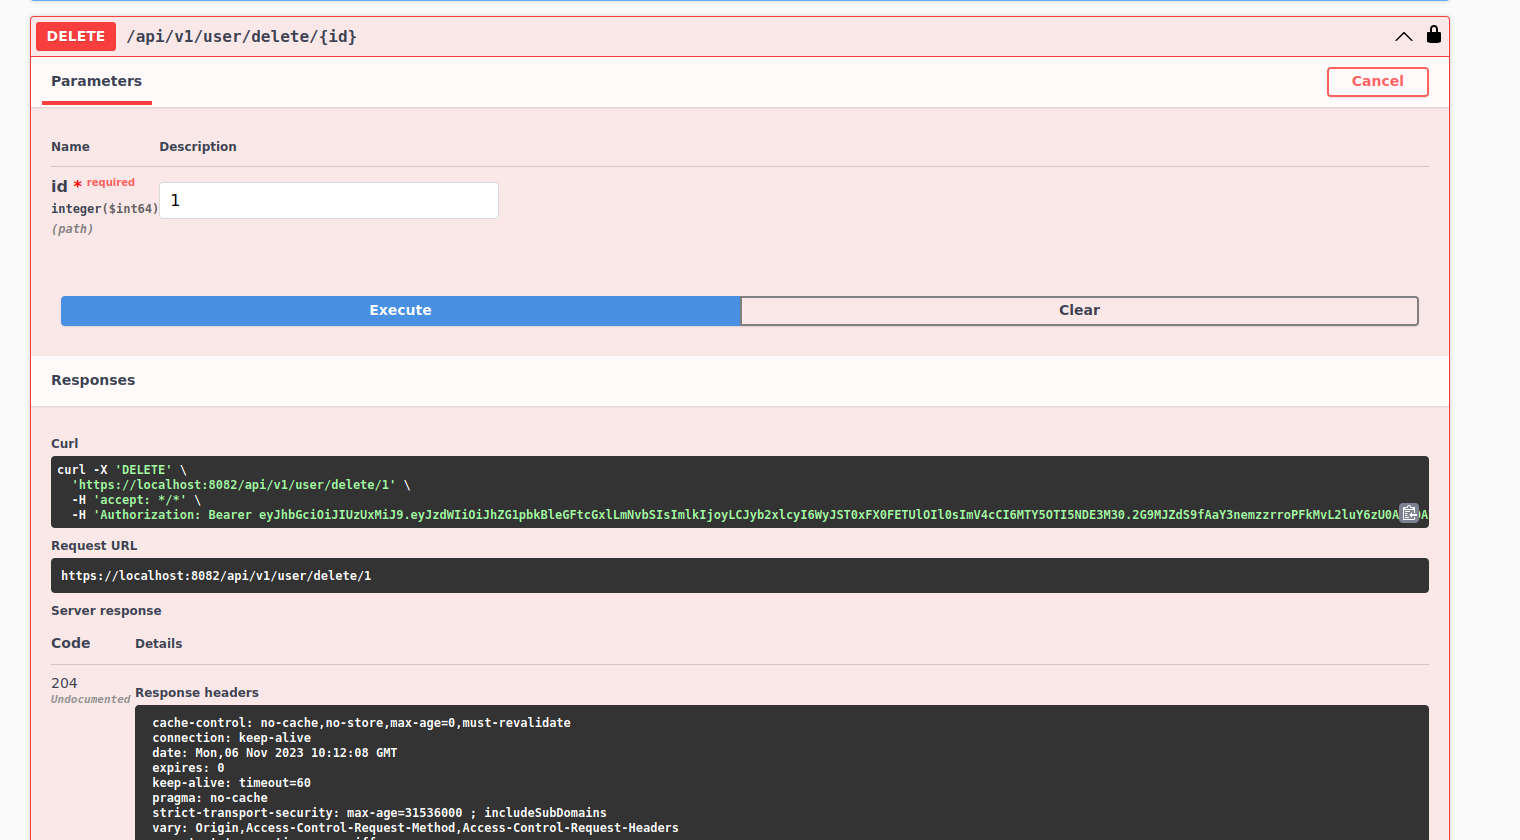 DELETE /api/v1/user/delete/{id}
Parameters
Cancel
Name Description
id * required
integer($int64)
(path)
1
Execute Clear
Responses
Curl
curl -X 'DELETE' \
'https://localhost:8082/api/v1/user/delete/1' \
-H 'accept: */*' \
-H 'Authorization: Bearer eyJhbGciOiJIUzUxMiJ9.eyJzdWIiOiJhZG1pbkBleGFtcGxlLmNvbSIsImlkIjoyLCJyb2xlcyI6WyJST0xFX0FETUlOIl0sImV4cCI6MTY5OTI5NDE3M30.2G9MJZdS9fAaY3nemzzrroPFkMvL2luY6zU0A
Request URL
https://localhost:8082/api/v1/user/delete/1
Server response
Code Details
204
Undocumented
Response headers
cache-control: no-cache,no-store,max-age=0,must-revalidate
connection: keep-alive
date: Mon,06 Nov 2023 10:12:08 GMT
expires: 0
keep-alive: timeout=60
pragma: no-cache
strict-transport-security: max-age=31536000 ; includeSubDomains
vary: Origin,Access-Control-Request-Method,Access-Control-Request-Headers